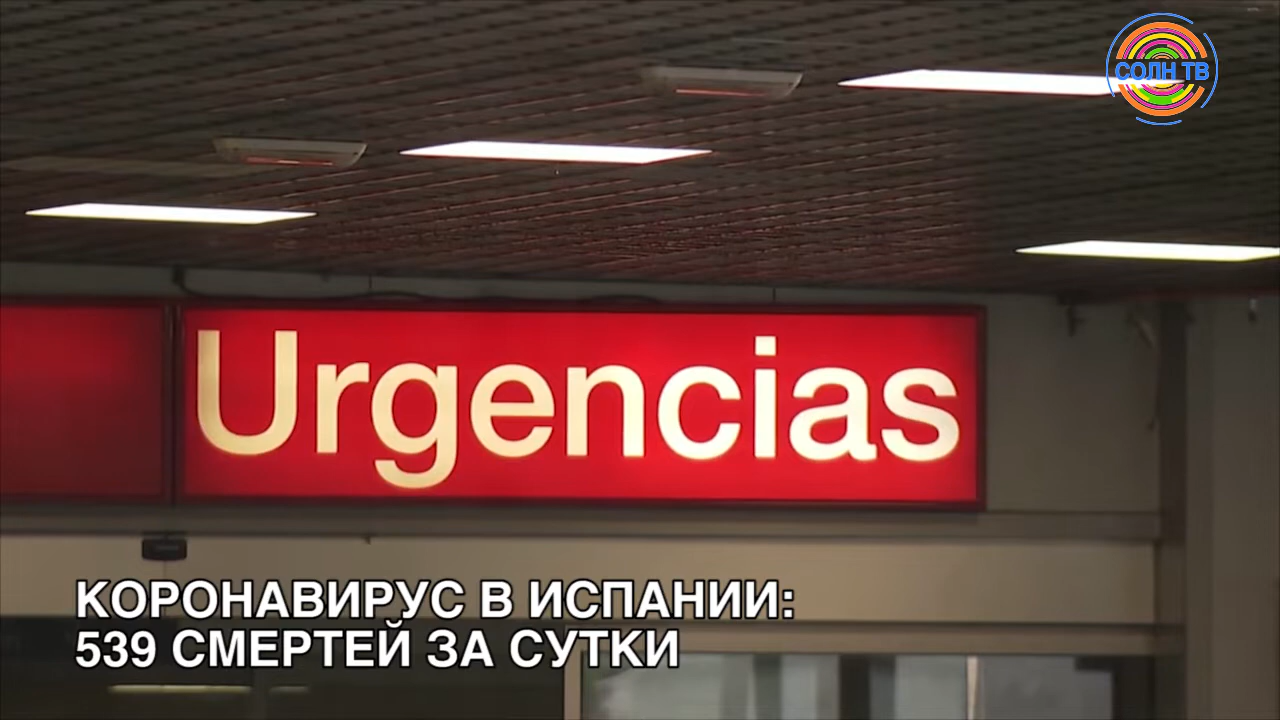 СОЛН ТВ
Urgencias
КОРОНАВИРУС В ИСПАНИИ:
539 СМЕРТЕЙ ЗА СУТКИ